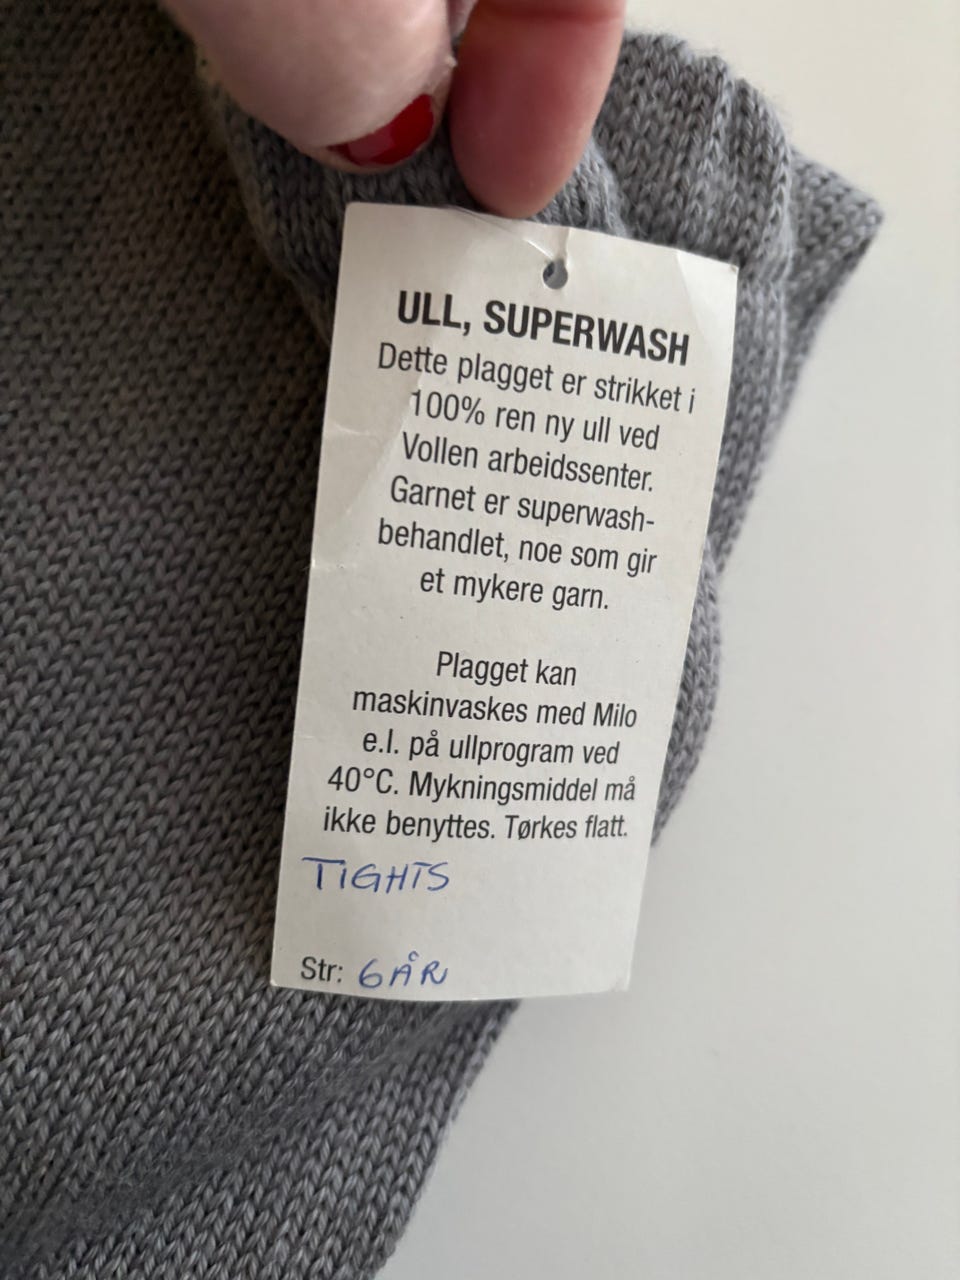 ULL, SUPERWASH
Dette plagget er strikket i
100% ren ny ull ved
Vollen arbeidssenter.
Garnet er superwash-
behandlet, noe som gir
et mykere garn.
Plagget kan
maskinvaskes med Milo
e.l. på ullprogram ved
40°C. Mykningsmiddel må
ikke benyttes. Tørkes flatt.
TIGHTS
Str: 6 ÅR